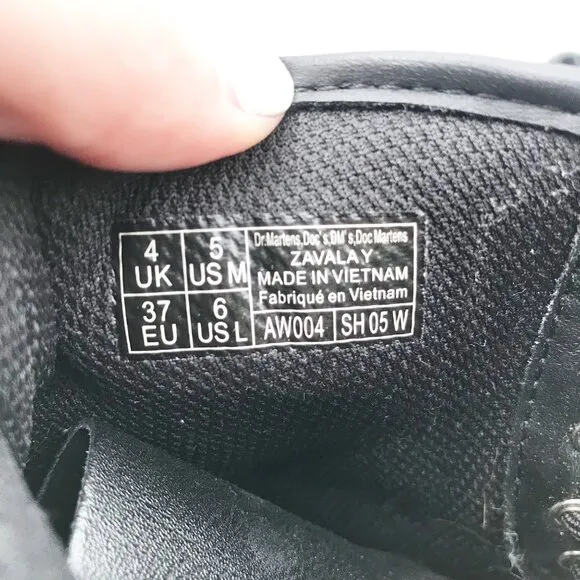 4 UK
5 US M
37 EU
6 US L
Dr.Martens,Doc's,DM's,Doc Martens
ZAVALA Y
MADE IN VIETNAM
Fabriqué en Vietnam
AW004 SH 05 W